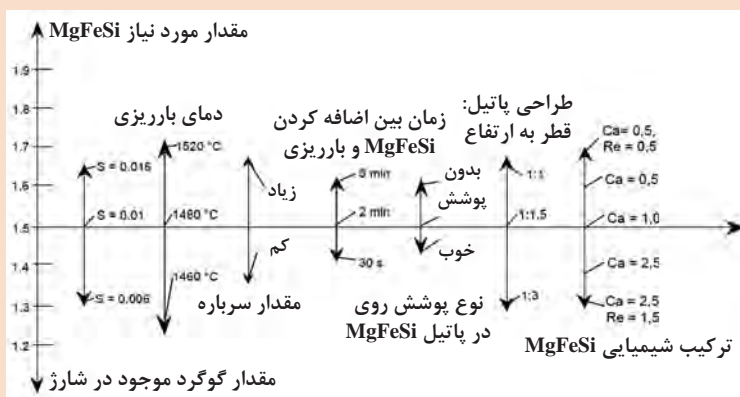 مقدار مورد نیاز MgFeSi
1.9
1.8
1.7
1.6
1.5
1.4
1.3
1.2
S = 0.016
S = 0.01
S = 0.006
مقدار گوگرد موجود در شارژ
دمای بارریزی
1520 °C
1480 °C
1460 °C
زیاد
کم
مقدار سرباره
زمان بین اضافه کردن
MgFeSi و بارریزی
2 min
30 s
بدون
پوشش
خوب
نوع پوشش روی
MgFeSi در پاتیل
طراحی پاتیل:
قطر به ارتفاع
1:1
1:1.5
1:3
Ca= 0,5,
Re = 0,5
Ca = 0,5
Ca = 1,0
Ca = 2,5
Ca = 2,5
Re = 1,5
ترکیب شیمیایی MgFeSi